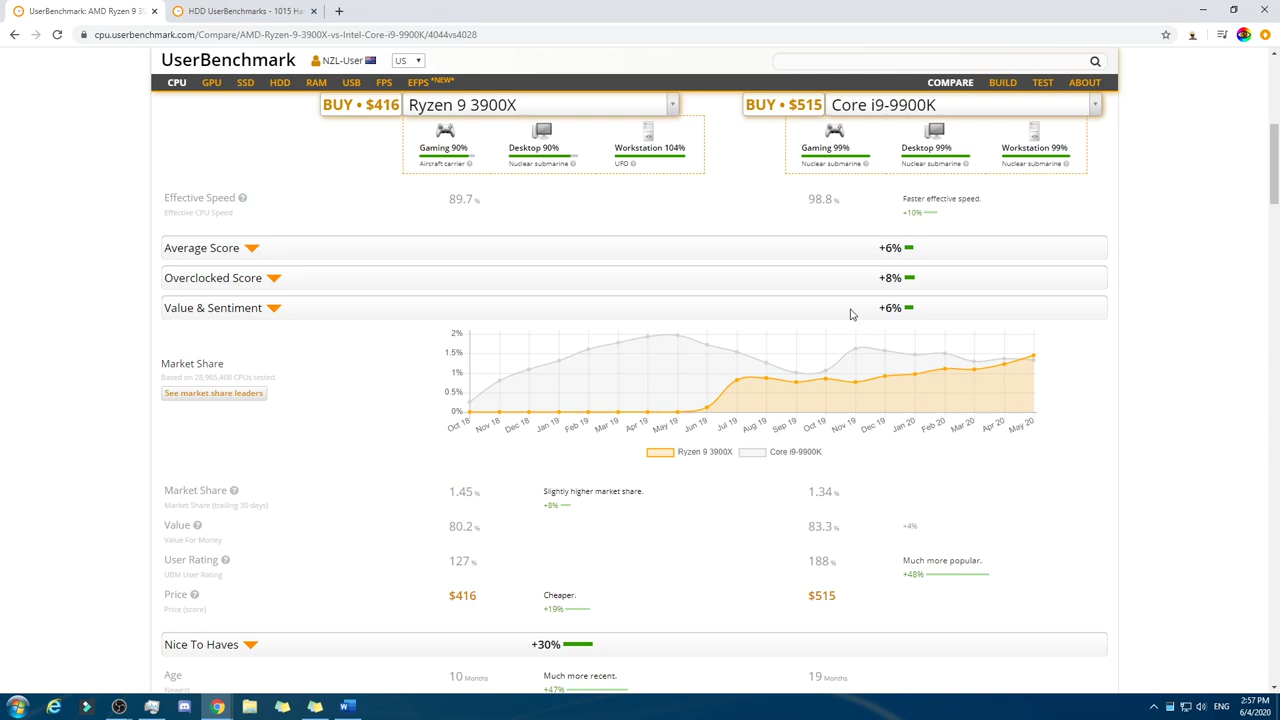 UserBenchmark: AMD Ryzen 9 39
HDD UserBenchmarks - 1015 Ha
cpu.userbenchmark.com/Compare/AMD-Ryzen-9-3900X-vs-Intel-Core-i9-9900K/4044vs4028
UserBenchmark NZL-User US
CPU GPU SSD HDD RAM USB FPS EFPS *NEW* COMPARE BUILD TEST ABOUT
BUY • $416 Ryzen 9 3900X BUY • $515 Core i9-9900K
Gaming 90% Desktop 90% Workstation 104% Gaming 99% Desktop 99% Workstation 99%
Aircraft carrier Nuclear submarine UFO Nuclear submarine Nuclear submarine Nuclear submarine
Effective Speed 89.7 % 98.8 % Faster effective speed.
Effective CPU Speed +10%
Average Score +6%
Overclocked Score +8%
Value & Sentiment +6%
2%
1.5%
1%
0.5%
0%
Market Share
Based on 28,965,408 CPUs tested.
See market share leaders
Oct 18 Nov 18 Dec 18 Jan 19 Feb 19 Mar 19 Apr 19 May 19 Jun 19 Jul 19 Aug 19 Sep 19 Oct 19 Nov 19 Dec 19 Jan 20 Feb 20 Mar 20 Apr 20 May 20
Ryzen 9 3900X Core i9-9900K
Market Share 1.45 % Slightly higher market share. 1.34 %
Market Share (trailing 30 days) +8%
Value 80.2 % 83.3 % +4%
Value For Money
User Rating 127 % 188 % Much more popular.
UBM User Rating +48%
Price $416 Cheaper. $515
Price (score) +19%
Nice To Haves +30%
Age 10 Months Much more recent. 19 Months
Newest +47%
ENG 2:57 PM
6/4/2020